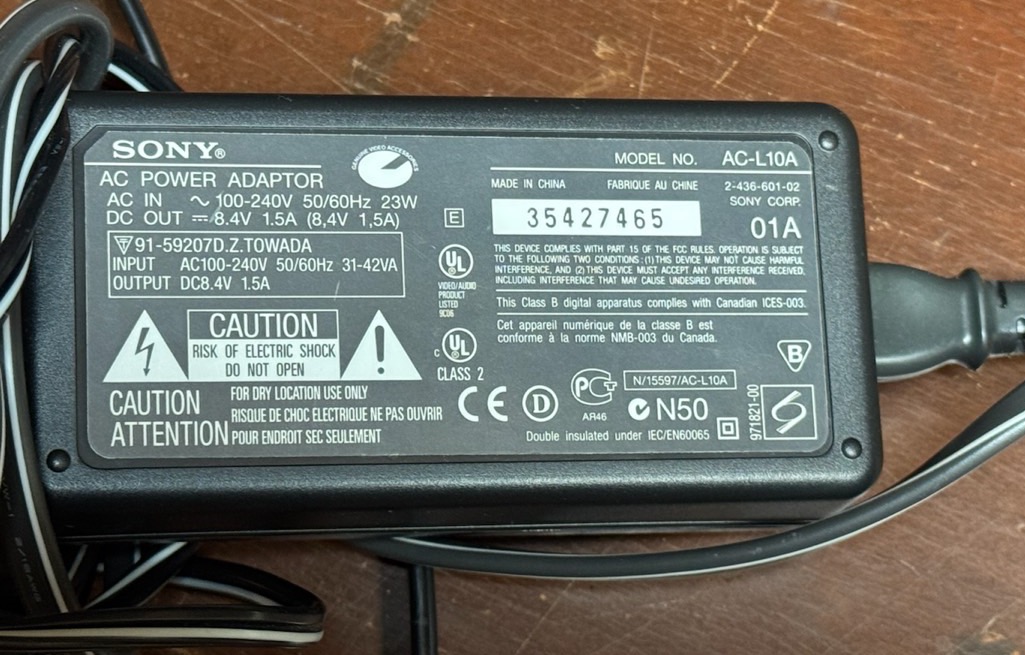 SONY®
AC POWER ADAPTOR
AC IN ~ 100-240V 50/60Hz 23W
DC OUT ⎓ 8.4V 1.5A (8,4V 1,5A)
91-59207D.Z.TOWADA
INPUT AC100-240V 50/60Hz 31-42VA
OUTPUT DC8.4V 1.5A
CAUTION
RISK OF ELECTRIC SHOCK
DO NOT OPEN
CAUTION FOR DRY LOCATION USE ONLY
RISQUE DE CHOC ELECTRIQUE NE PAS OUVRIR
ATTENTION POUR ENDROIT SEC SEULEMENT
GENUINE VIDEO ACCESSORIES
E
UL
VIDEO/AUDIO
PRODUCT
LISTED
9C06
C UL
CLASS 2
MODEL NO. AC-L10A
MADE IN CHINA FABRIQUE AU CHINE 2-436-601-02
SONY CORP.
35427465
01A
THIS DEVICE COMPLIES WITH PART 15 OF THE FCC RULES. OPERATION IS SUBJECT
TO THE FOLLOWING TWO CONDITIONS : (1) THIS DEVICE MAY NOT CAUSE HARMFUL
INTERFERENCE, AND (2) THIS DEVICE MUST ACCEPT ANY INTERFERENCE RECEIVED,
INCLUDING INTERFERENCE THAT MAY CAUSE UNDESIRED OPERATION.
This Class B digital apparatus complies with Canadian ICES-003.
Cet appareil numérique de la classe B est
conforme à la norme NMB-003 du Canada.
B
CE
D
PCT
АЯ46
N/15597/AC-L10A
N50
971821-00
S
Double insulated under IEC/EN60065